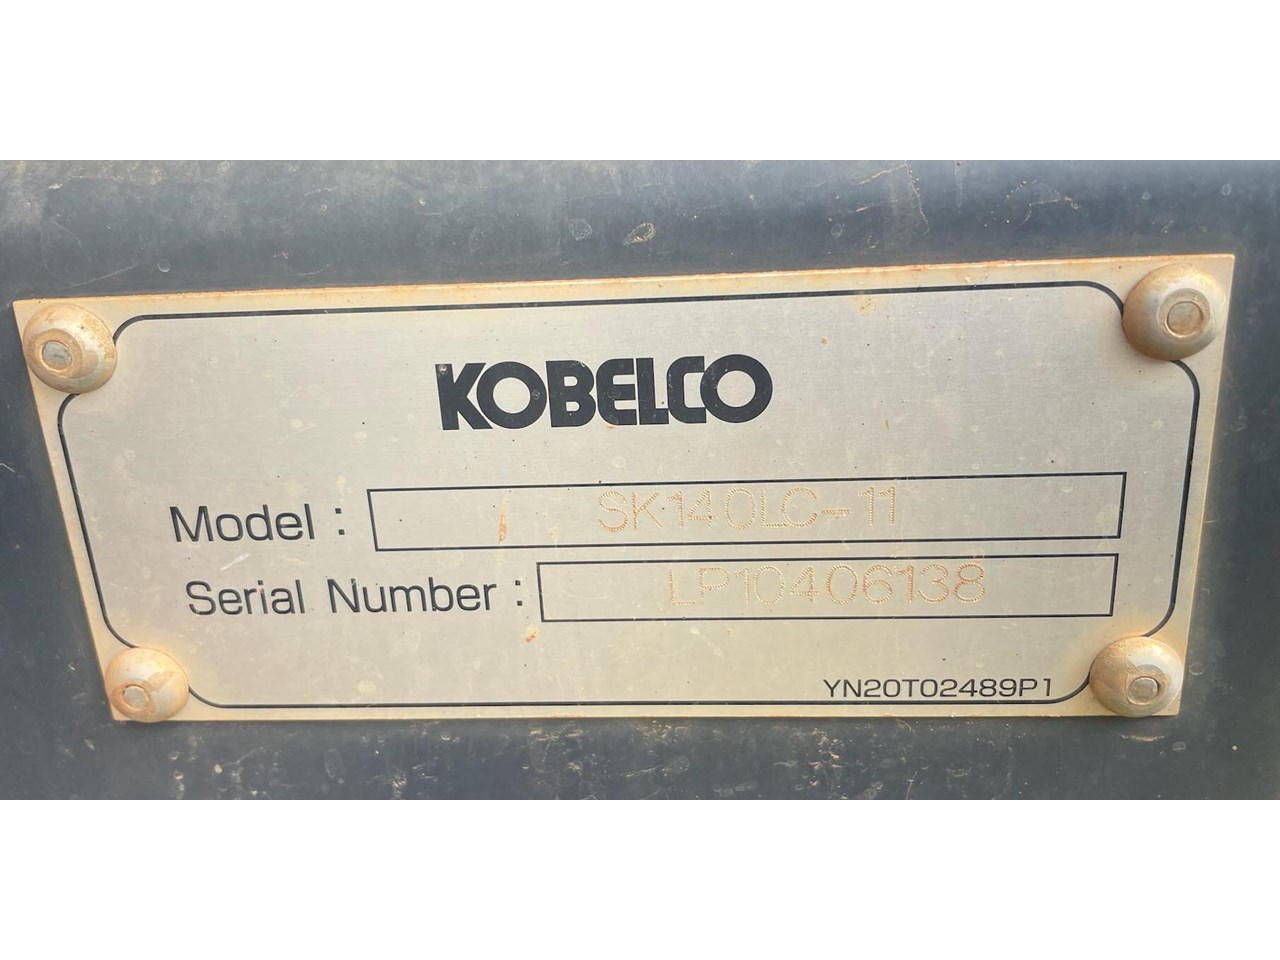 KOBELCO
Model : SK140LC-11
Serial Number : LP10406138
YN20T02489P1